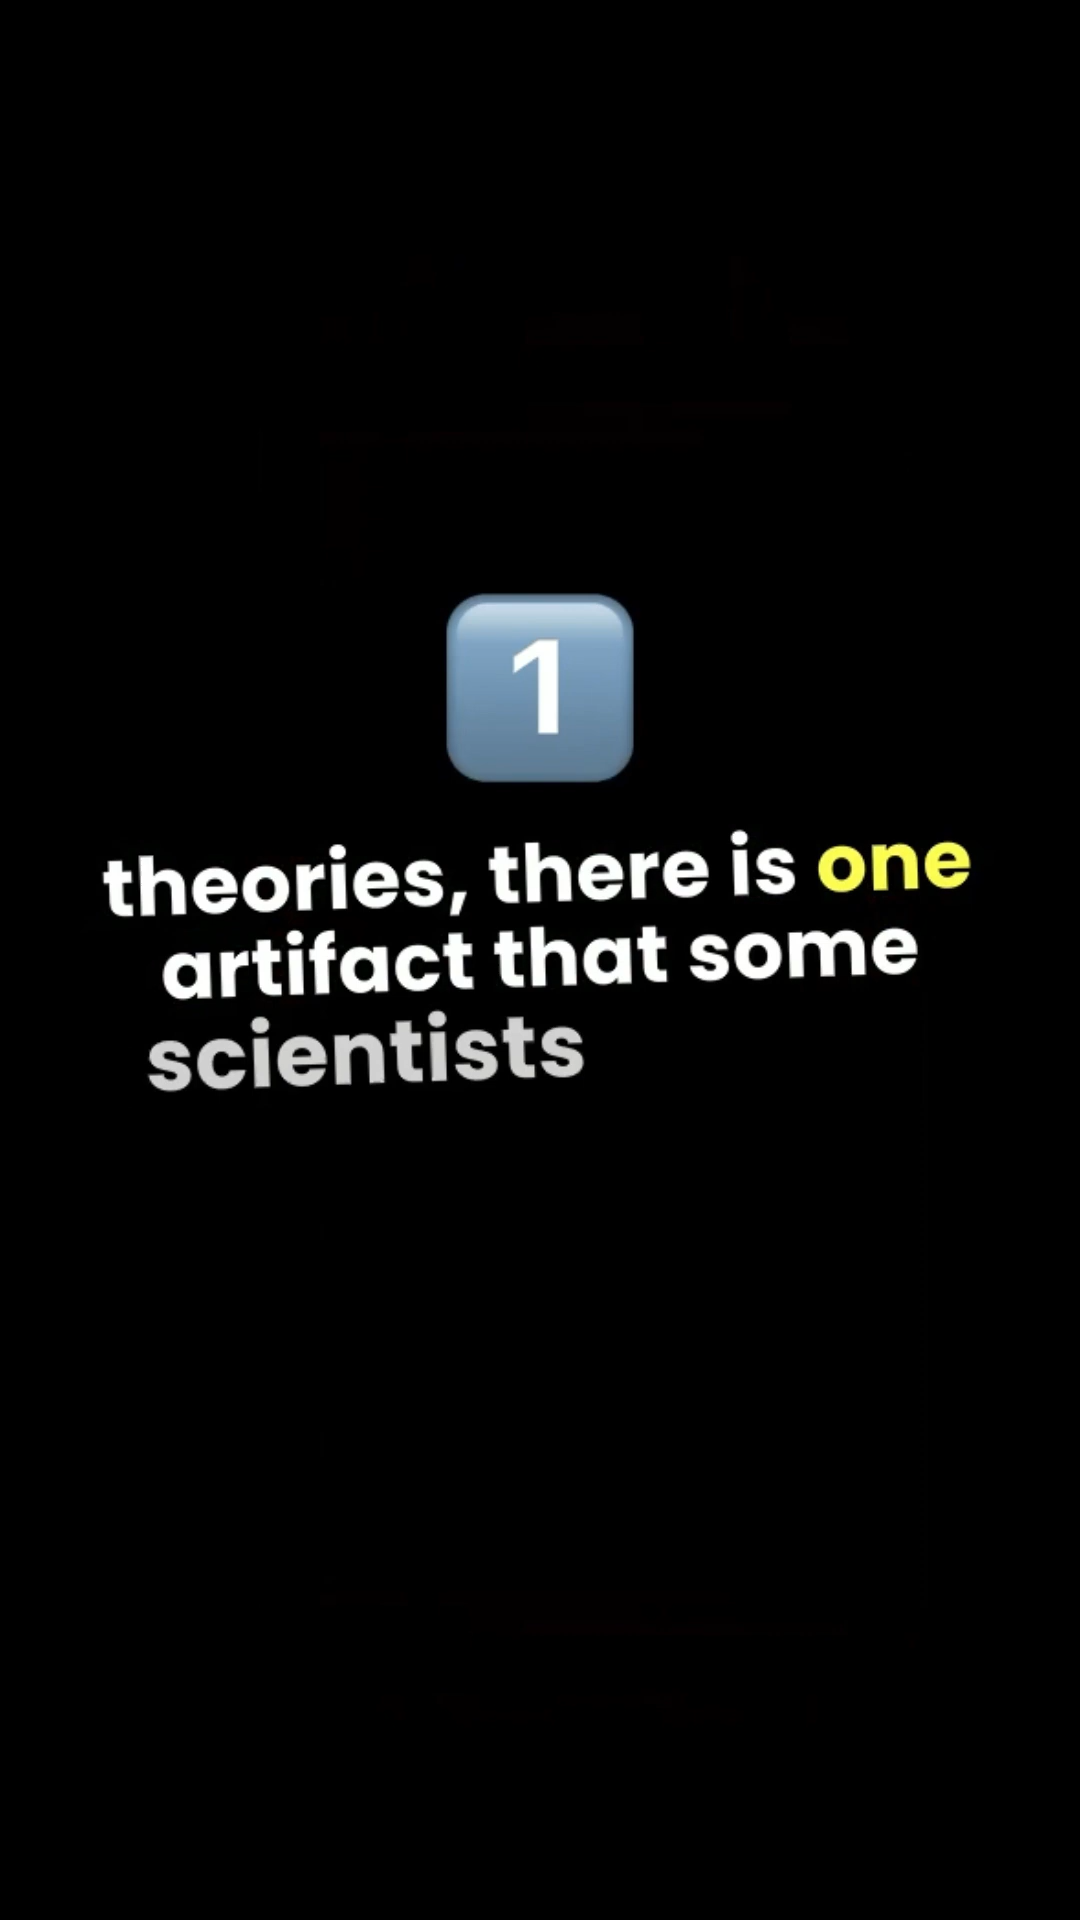 1
theories, there is one
artifact that some
scientists